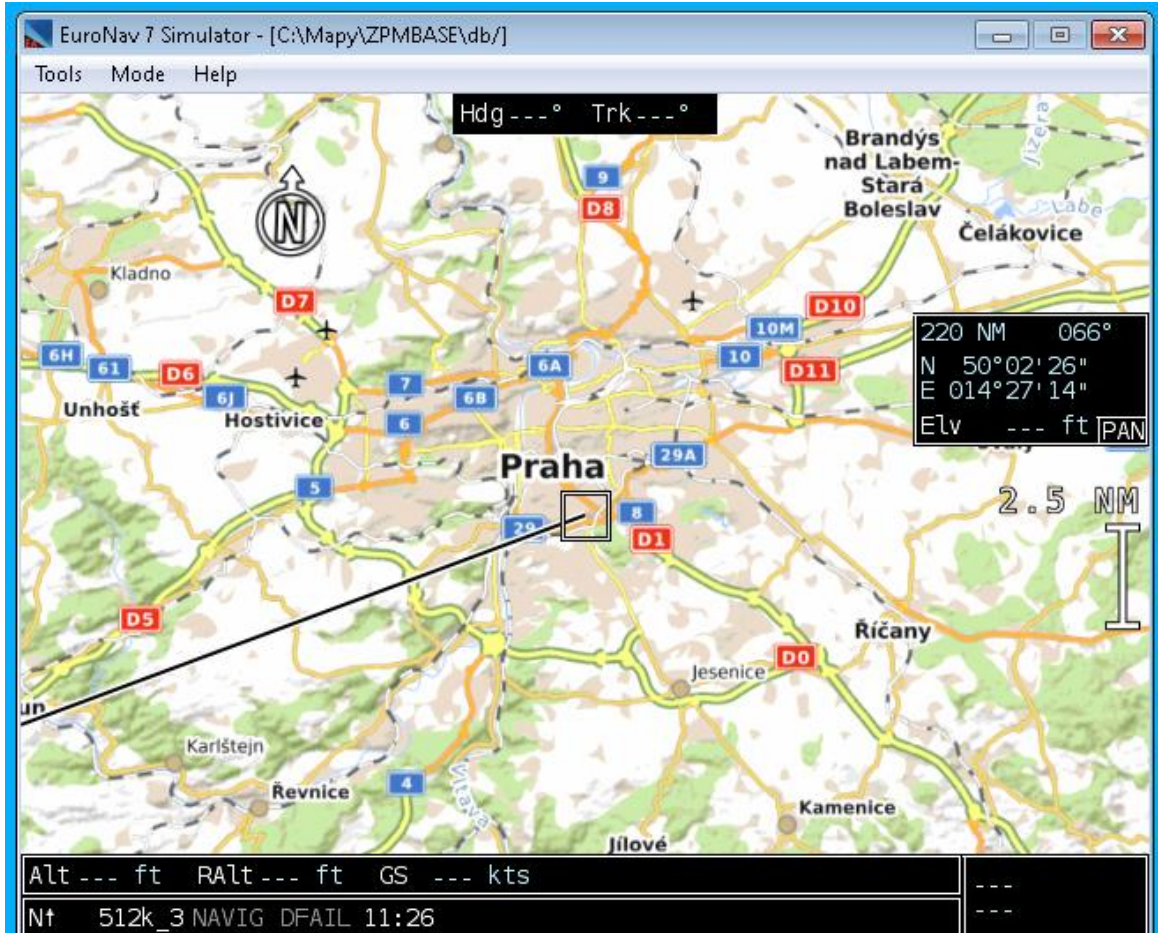 EuroNav 7 Simulator - [C:\Mapy\ZPMBASE\db/]
Tools Mode Help
Hdg---° Trk---°
Brandýs
nad Labem-
Stará
Boleslav
Jizera
Labe
Čelákovice
9
D8
N
Kladno
D7
D10
10M
10
D11
6H
61
D6
6J
7
6A
6B
6
Unhošť
Hostivice
220 NM 066°
N 50°02'26"
E 014°27'14"
Elv --- ft PAN
29A
Praha
5
29
8
D1
2.5 NM
D5
Říčany
D0
Jesenice
un
Karlštejn
Řevnice
4
Vltava
Kamenice
Jílové
Alt --- ft RAlt --- ft GS --- kts
---
---
N↑ 512k_3 NAVIG DFAIL 11:26